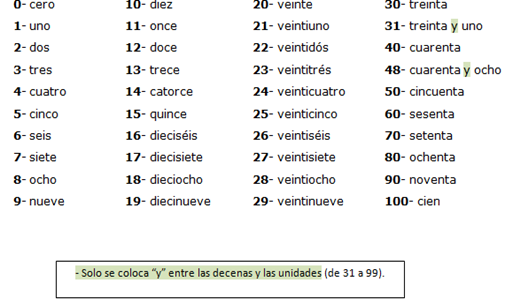 0- cero 10- diez 20- veinte 30- treinta
1- uno 11- once 21- veintiuno 31- treinta y uno
2- dos 12- doce 22- veintidós 40- cuarenta
3- tres 13- trece 23- veintitrés 48- cuarenta y ocho
4- cuatro 14- catorce 24- veinticuatro 50- cincuenta
5- cinco 15- quince 25- veinticinco 60- sesenta
6- seis 16- dieciséis 26- veintiséis 70- setenta
7- siete 17- diecisiete 27- veintisiete 80- ochenta
8- ocho 18- dieciocho 28- veintiocho 90- noventa
9- nueve 19- diecinueve 29- veintinueve 100- cien
- Solo se coloca “y” entre las decenas y las unidades (de 31 a 99).